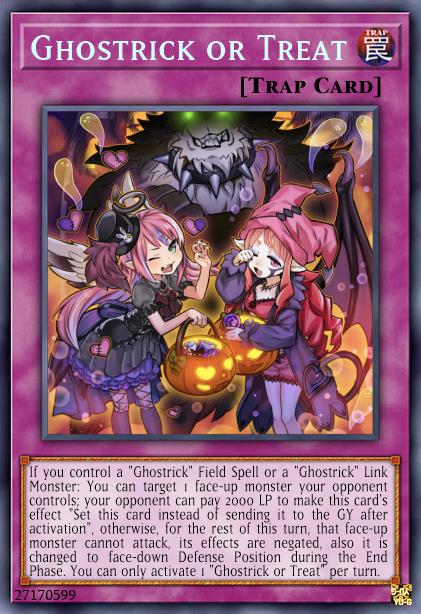 GHOSTRICK OR TREAT
TRAP
罠
[TRAP CARD]
If you control a "Ghostrick" Field Spell or a "Ghostrick" Link
Monster: You can target 1 face-up monster your opponent
controls; your opponent can pay 2000 LP to make this card's
effect "Set this card instead of sending it to the GY after
activation", otherwise, for the rest of this turn, that face-up
monster cannot attack, its effects are negated, also it is
changed to face-down Defense Position during the End
Phase. You can only activate 1 "Ghostrick or Treat" per turn.
27170599